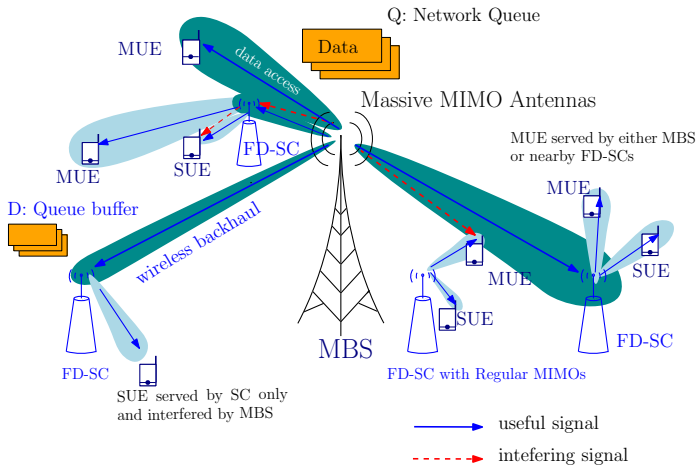 Q: Network Queue
MUE
Data
data access
Massive MIMO Antennas
MUE served by either MBS
or nearby FD-SCs
FD-SC
SUE
MUE
MUE
D: Queue buffer
wireless backhaul
SUE
MUE
SUE
FD-SC
MBS
FD-SC
FD-SC with Regular MIMOs
SUE served by SC only
and interfered by MBS
useful signal
intefering signal